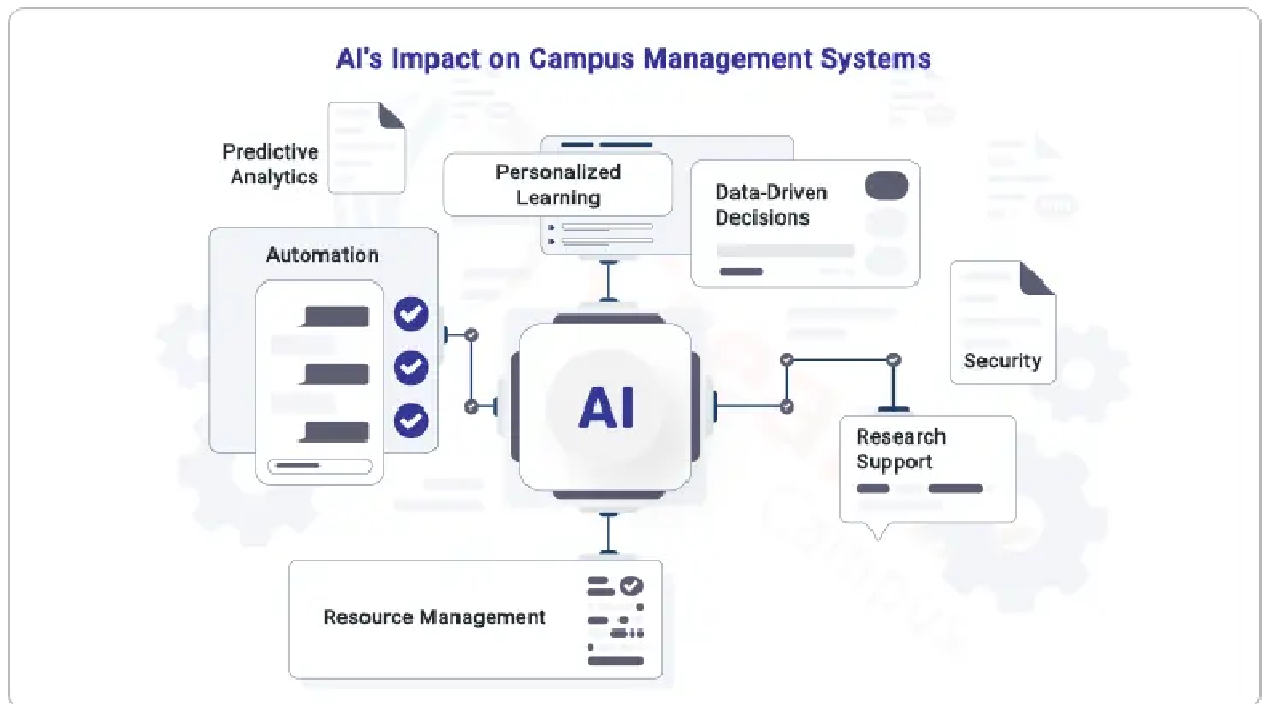 AI's Impact on Campus Management Systems
Predictive
Analytics
Personalized
Learning
Data-Driven
Decisions
Automation
Security
AI
Research
Support
Resource Management